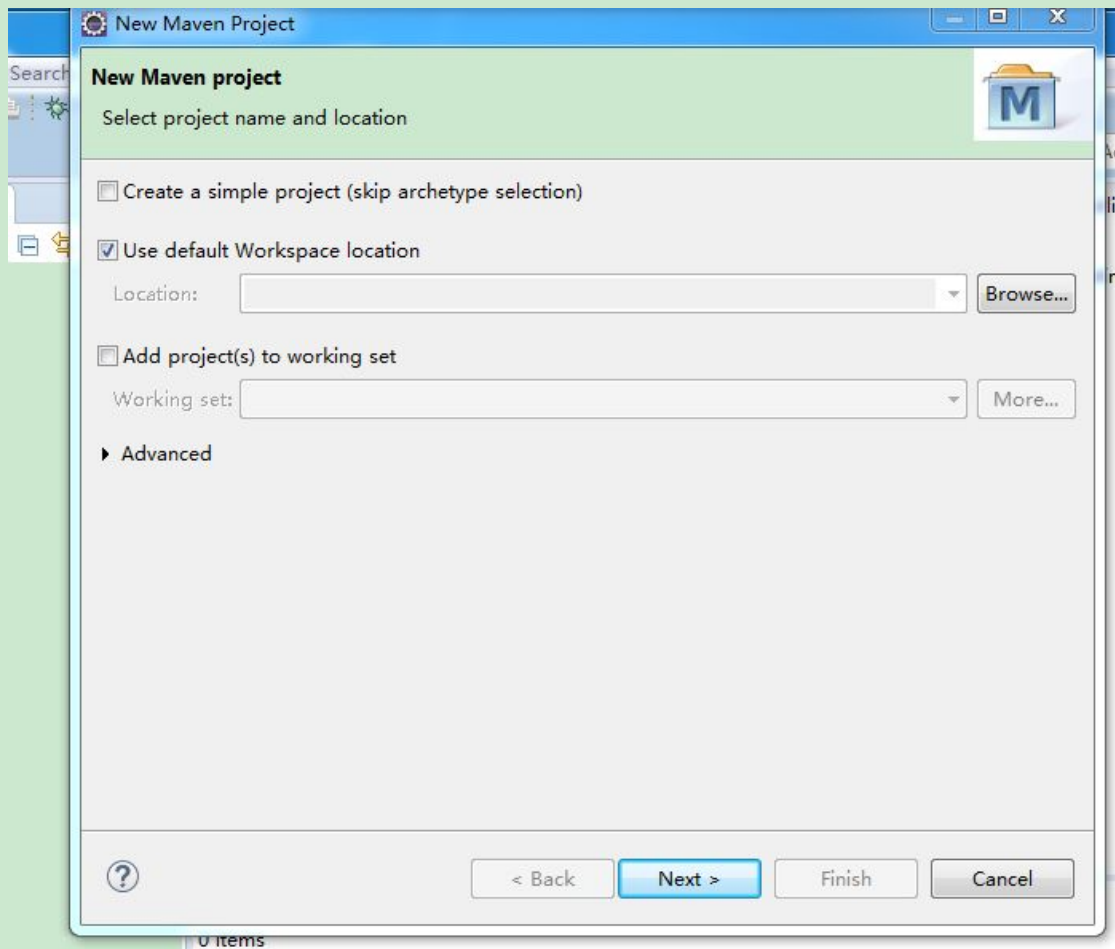 New Maven Project
Search
New Maven project
Select project name and location
M
Create a simple project (skip archetype selection)
Use default Workspace location
Location:
Browse...
Add project(s) to working set
Working set:
More...
Advanced
?
< Back
Next >
Finish
Cancel
0 items